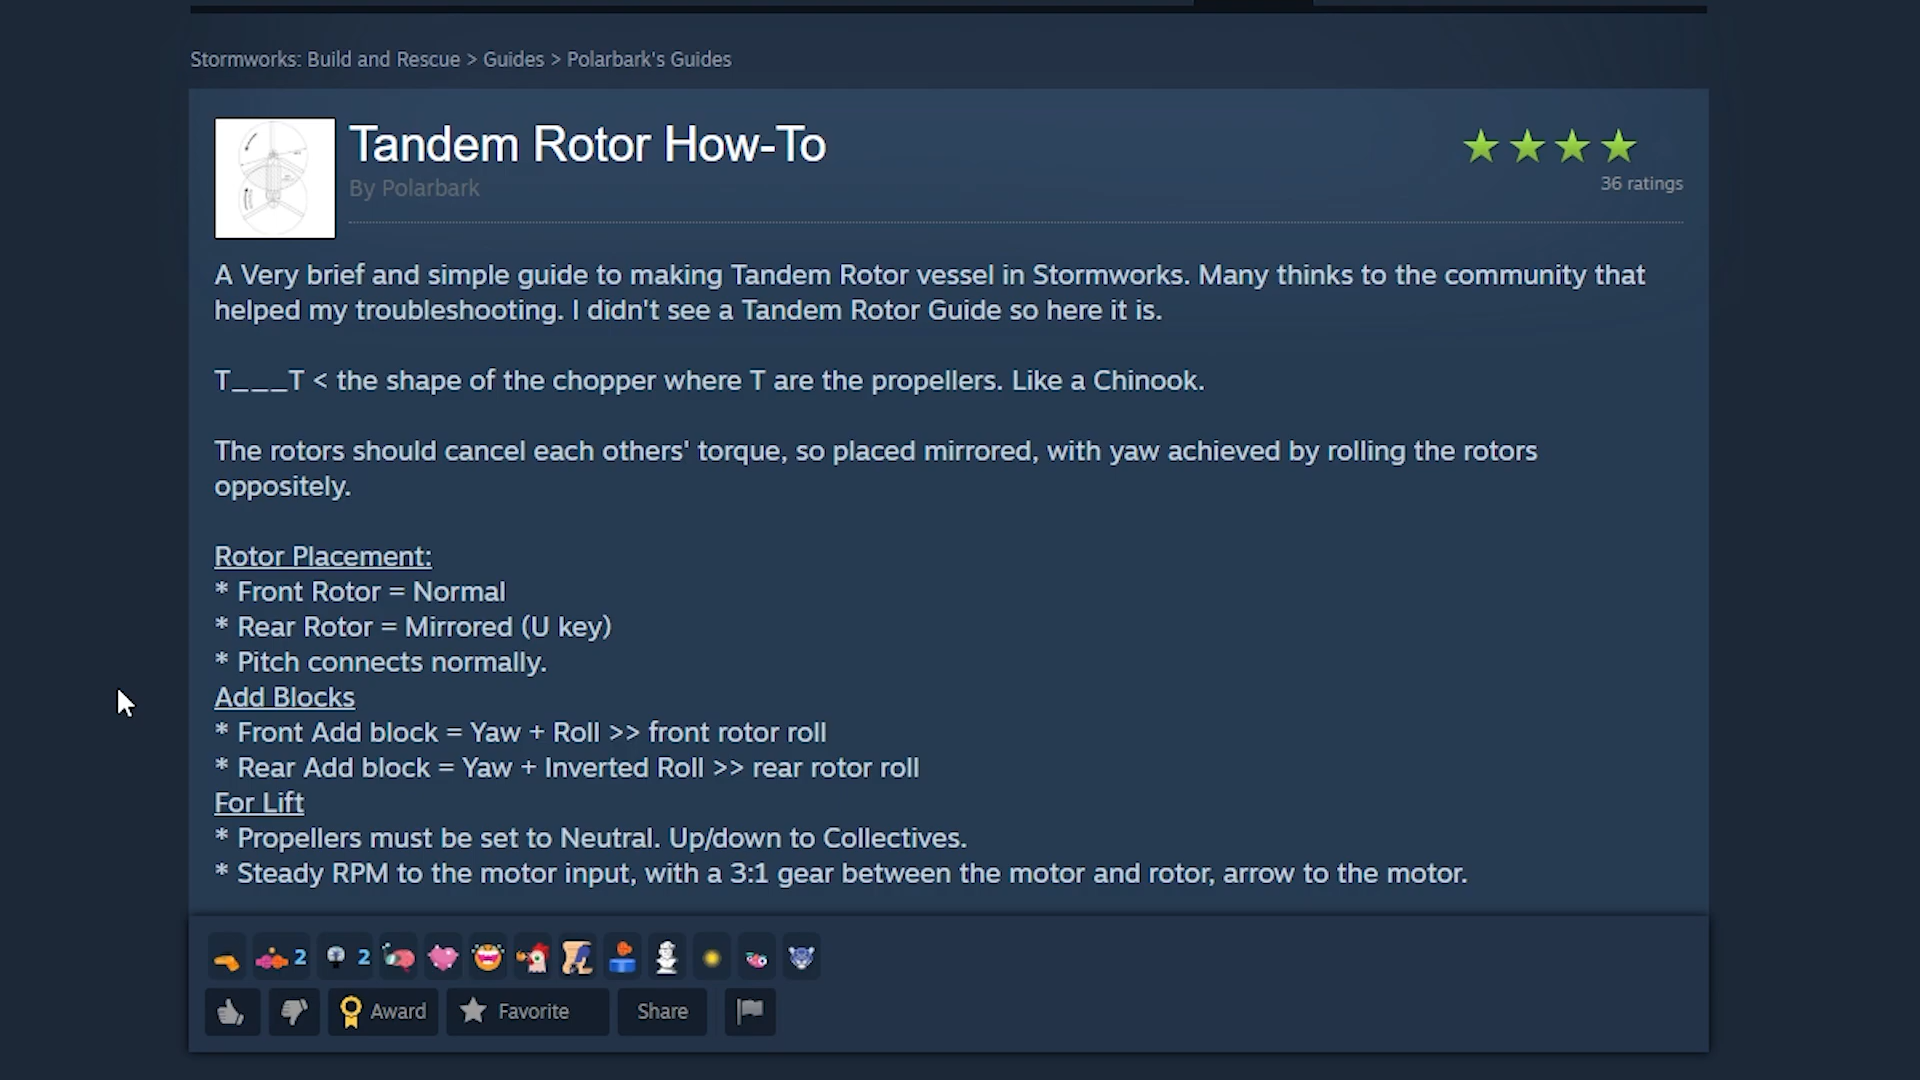 Stormworks: Build and Rescue > Guides > Polarbark's Guides
Tandem Rotor How-To
By Polarbark
36 ratings
A Very brief and simple guide to making Tandem Rotor vessel in Stormworks. Many thinks to the community that
helped my troubleshooting. I didn't see a Tandem Rotor Guide so here it is.
T___T < the shape of the chopper where T are the propellers. Like a Chinook.
The rotors should cancel each others' torque, so placed mirrored, with yaw achieved by rolling the rotors
oppositely.
Rotor Placement:
* Front Rotor = Normal
* Rear Rotor = Mirrored (U key)
* Pitch connects normally.
Add Blocks
* Front Add block = Yaw + Roll >> front rotor roll
* Rear Add block = Yaw + Inverted Roll >> rear rotor roll
For Lift
* Propellers must be set to Neutral. Up/down to Collectives.
* Steady RPM to the motor input, with a 3:1 gear between the motor and rotor, arrow to the motor.
2 2
Award Favorite Share